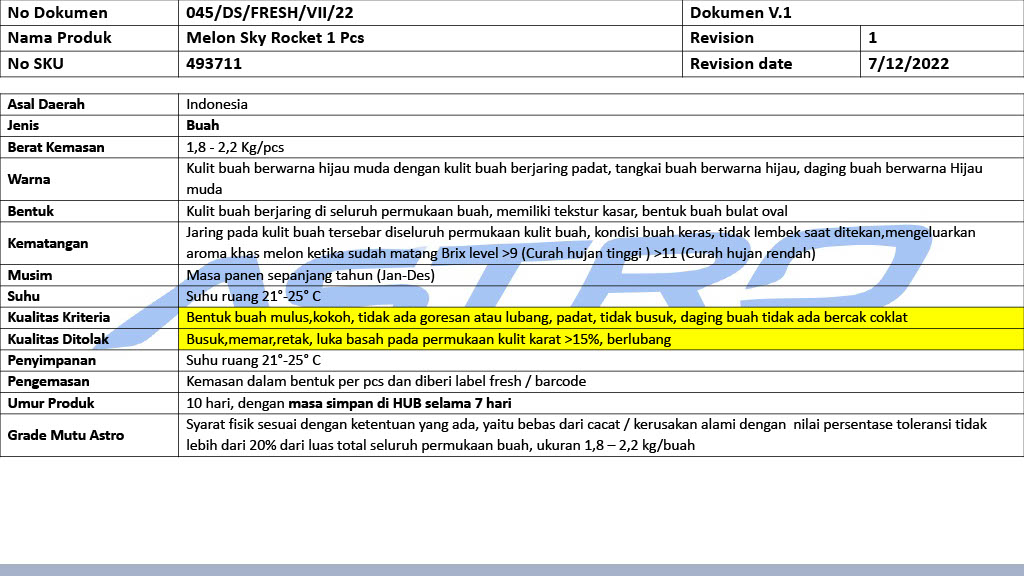 No Dokumen 045/DS/FRESH/VII/22 Dokumen V.1
Nama Produk Melon Sky Rocket 1 Pcs Revision 1
No SKU 493711 Revision date 7/12/2022
Asal Daerah Indonesia
Jenis Buah
Berat Kemasan 1,8 - 2,2 Kg/pcs
Warna Kulit buah berwarna hijau muda dengan kulit buah berjaring padat, tangkai buah berwarna hijau, daging buah berwarna Hijau
muda
Bentuk Kulit buah berjaring di seluruh permukaan buah, memiliki tekstur kasar, bentuk buah bulat oval
Kematangan Jaring pada kulit buah tersebar diseluruh permukaan kulit buah, kondisi buah keras, tidak lembek saat ditekan,mengeluarkan
aroma khas melon ketika sudah matang Brix level >9 (Curah hujan tinggi ) >11 (Curah hujan rendah)
Musim Masa panen sepanjang tahun (Jan-Des)
Suhu Suhu ruang 21°-25° C
Kualitas Kriteria Bentuk buah mulus,kokoh, tidak ada goresan atau lubang, padat, tidak busuk, daging buah tidak ada bercak coklat
Kualitas Ditolak Busuk,memar,retak, luka basah pada permukaan kulit karat >15%, berlubang
Penyimpanan Suhu ruang 21°-25° C
Pengemasan Kemasan dalam bentuk per pcs dan diberi label fresh / barcode
Umur Produk 10 hari, dengan masa simpan di HUB selama 7 hari
Grade Mutu Astro Syarat fisik sesuai dengan ketentuan yang ada, yaitu bebas dari cacat / kerusakan alami dengan  nilai persentase toleransi tidak
lebih dari 20% dari luas total seluruh permukaan buah, ukuran 1,8 – 2,2 kg/buah
ASTRO